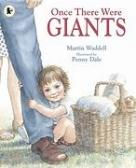 Once There Were
GIANTS
Martin Waddell
Illustrated by
Penny Dale